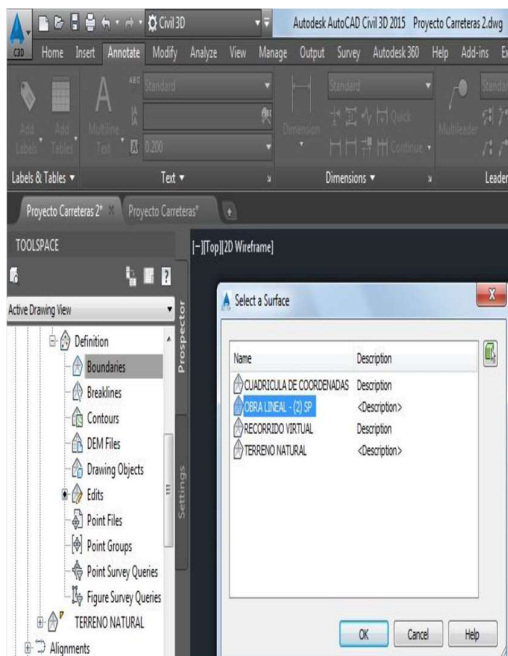 Civil 3D
Autodesk AutoCAD Civil 3D 2015 Proyecto Carreteras 2.dwg
C3D
Home Insert Annotate Modify Analyze View Manage Output Survey Autodesk 360 Help Add-ins
ABC Standard Standard
Add Labels Add Tables Multiline Text Dimension Quick Multileader
0.200 Continue
Labels & Tables Text Dimensions Leader
Proyecto Carreteras 2* Proyecto Carreteras*
TOOLSPACE
[-][Top][2D Wireframe]
Active Drawing View
Prospector
Settings
Definition
Boundaries
Breaklines
Contours
DEM Files
Drawing Objects
Edits
Point Files
Point Groups
Point Survey Queries
Figure Survey Queries
TERRENO NATURAL
Alignments
Select a Surface
Name Description
CUADRICULA DE COORDENADAS Description
OBRA LINEAL - (2) SP <Description>
RECORRIDO VIRTUAL Description
TERRENO NATURAL <Description>
OK Cancel Help